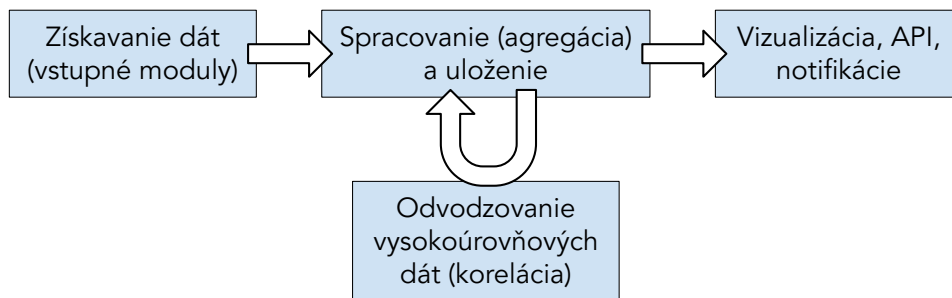 Získavanie dát
(vstupné moduly)
Spracovanie (agregácia)
a uloženie
Vizualizácia, API,
notifikácie
Odvodzovanie
vysokoúrovňových
dát (korelácia)